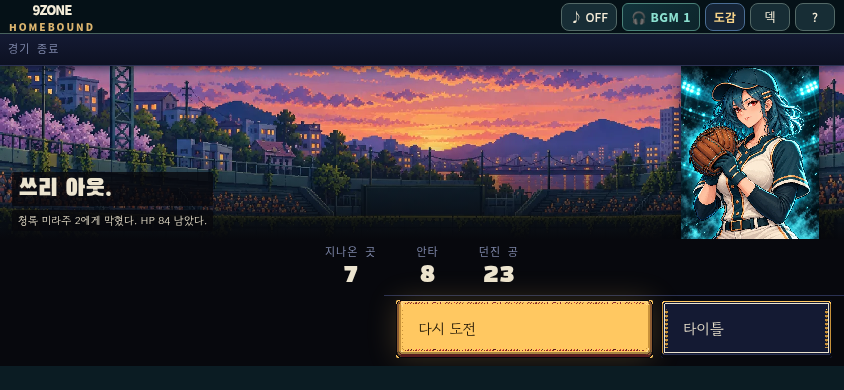 9ZONE
HOMEBOUND
♪ OFF
🎧 BGM 1
도감
덱
?
경기 종료
쓰리 아웃.
청록 미라주 2에게 막혔다. HP 84 남았다.
지나온 곳
안타
던진 공
7
8
23
다시 도전
타이틀